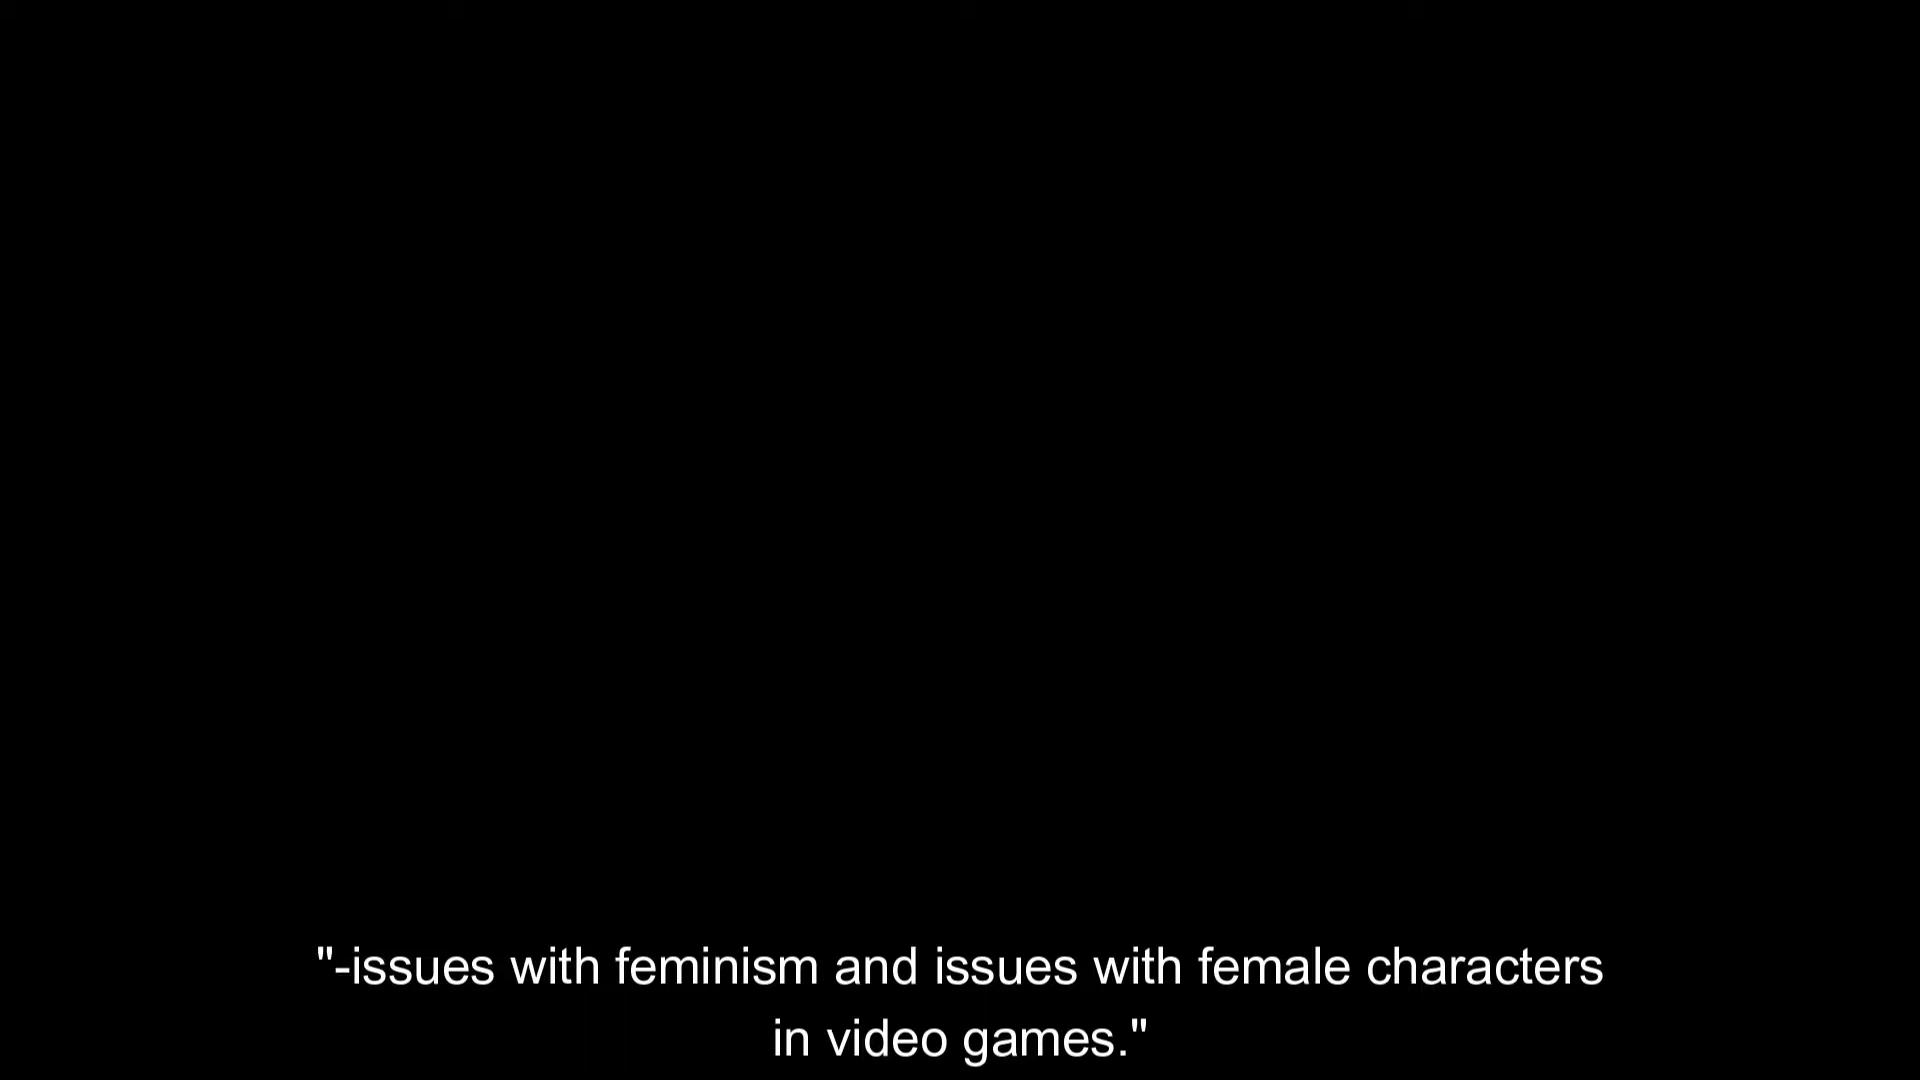 "-issues with feminism and issues with female characters
in video games."